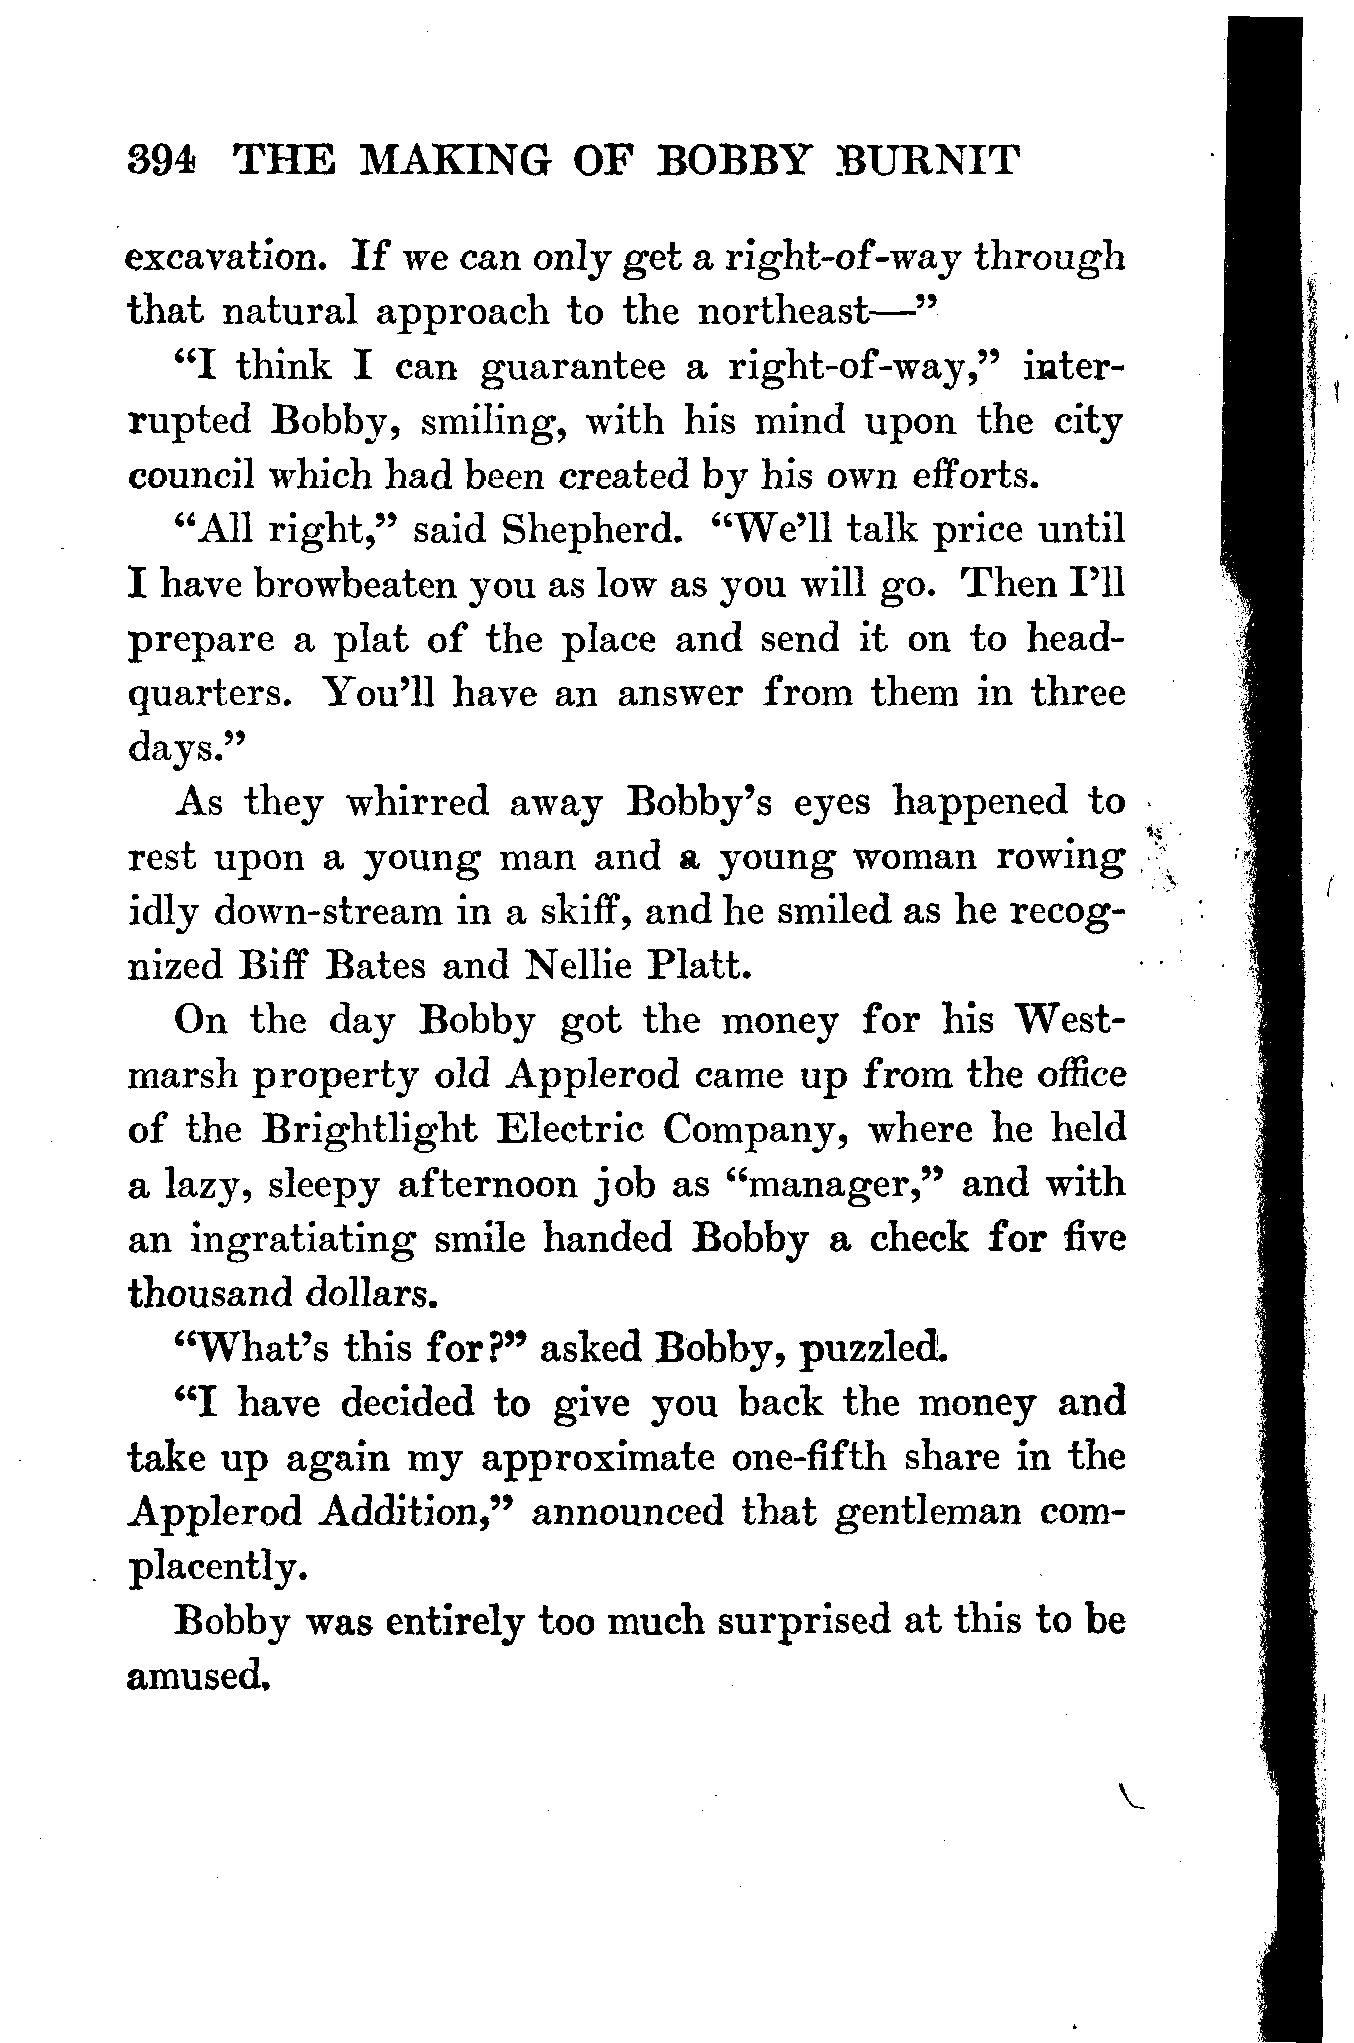 394 THE MAKING OF BOBBY BURNIT
excavation. If we can only get a right-of-way through
that natural approach to the northeast—”
“I think I can guarantee a right-of-way,” inter-
rupted Bobby, smiling, with his mind upon the city
council which had been created by his own efforts.
“All right,” said Shepherd. “We’ll talk price until
I have browbeaten you as low as you will go. Then I’ll
prepare a plat of the place and send it on to head-
quarters. You’ll have an answer from them in three
days.”
As they whirred away Bobby’s eyes happened to
rest upon a young man and a young woman rowing
idly down-stream in a skiff, and he smiled as he recog-
nized Biff Bates and Nellie Platt.
On the day Bobby got the money for his West-
marsh property old Applerod came up from the office
of the Brightlight Electric Company, where he held
a lazy, sleepy afternoon job as “manager,” and with
an ingratiating smile handed Bobby a check for five
thousand dollars.
“What’s this for?” asked Bobby, puzzled.
“I have decided to give you back the money and
take up again my approximate one-fifth share in the
Applerod Addition,” announced that gentleman com-
placently.
Bobby was entirely too much surprised at this to be
amused.